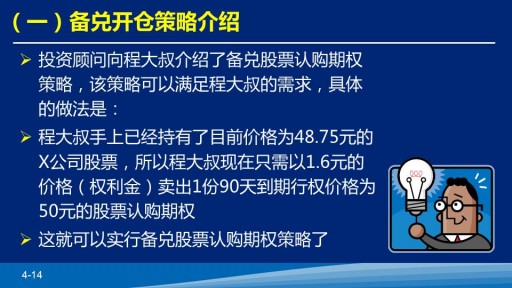 （一）备兑开仓策略介绍
投资顾问向程大叔介绍了备兑股票认购期权
策略，该策略可以满足程大叔的需求，具体
的做法是：
程大叔手上已经持有了目前价格为48.75元的
X公司股票，所以程大叔现在只需以1.6元的
价格（权利金）卖出1份90天到期行权价格为
50元的股票认购期权
这就可以实行备兑股票认购期权策略了
4-14